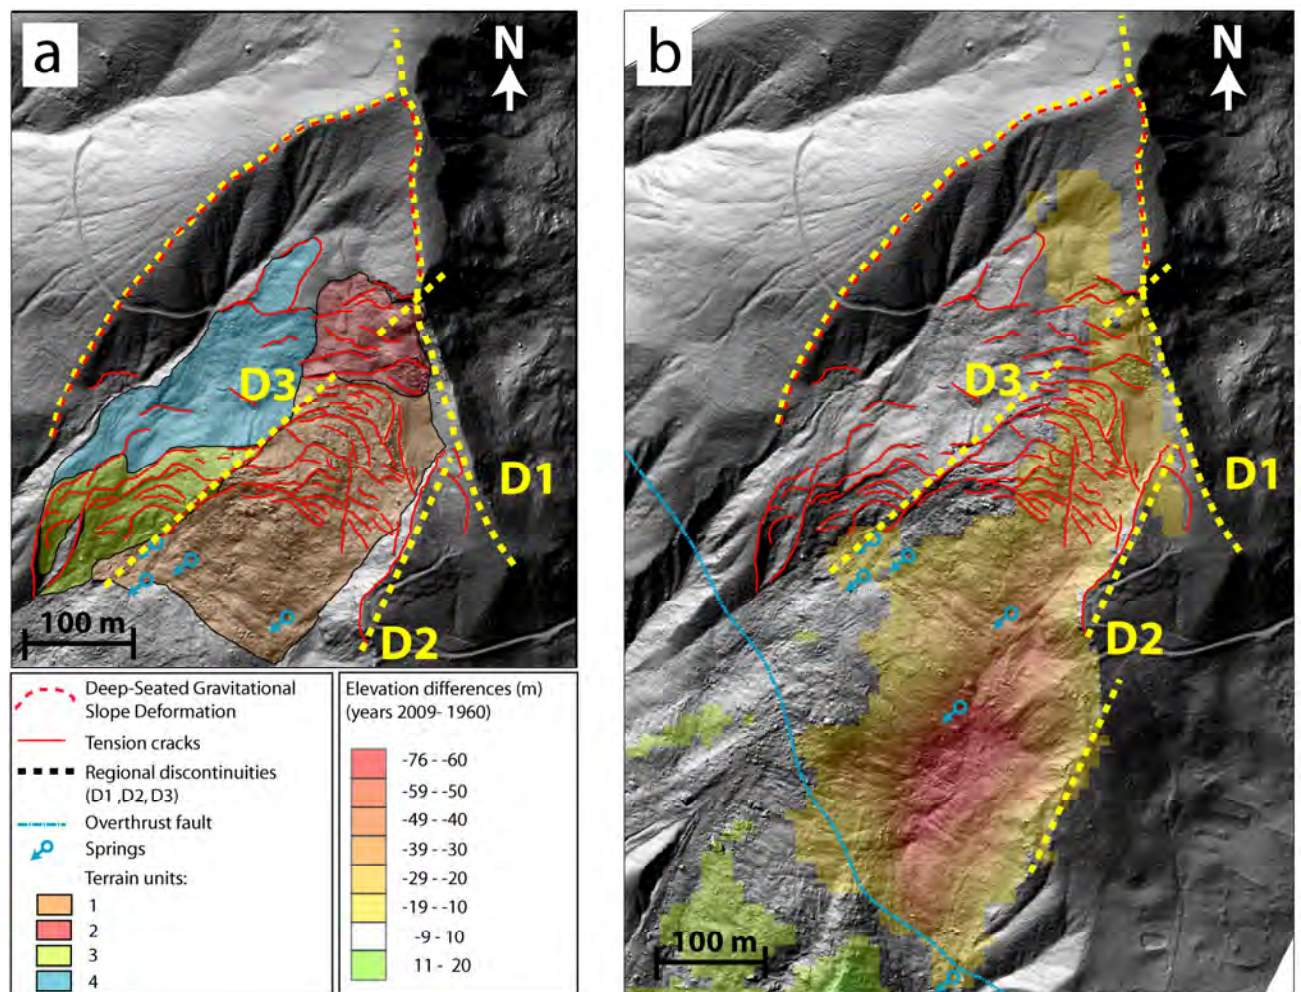 a
N
D3
D1
D2
100 m
b
N
D3
D1
D2
100 m
Deep-Seated Gravitational
Slope Deformation
Tension cracks
Regional discontinuities
(D1 ,D2, D3)
Overthrust fault
Springs
Terrain units:
1
2
3
4
Elevation differences (m)
(years 2009- 1960)
-76 - -60
-59 - -50
-49 - -40
-39 - -30
-29 - -20
-19 - -10
-9 - 10
11 - 20